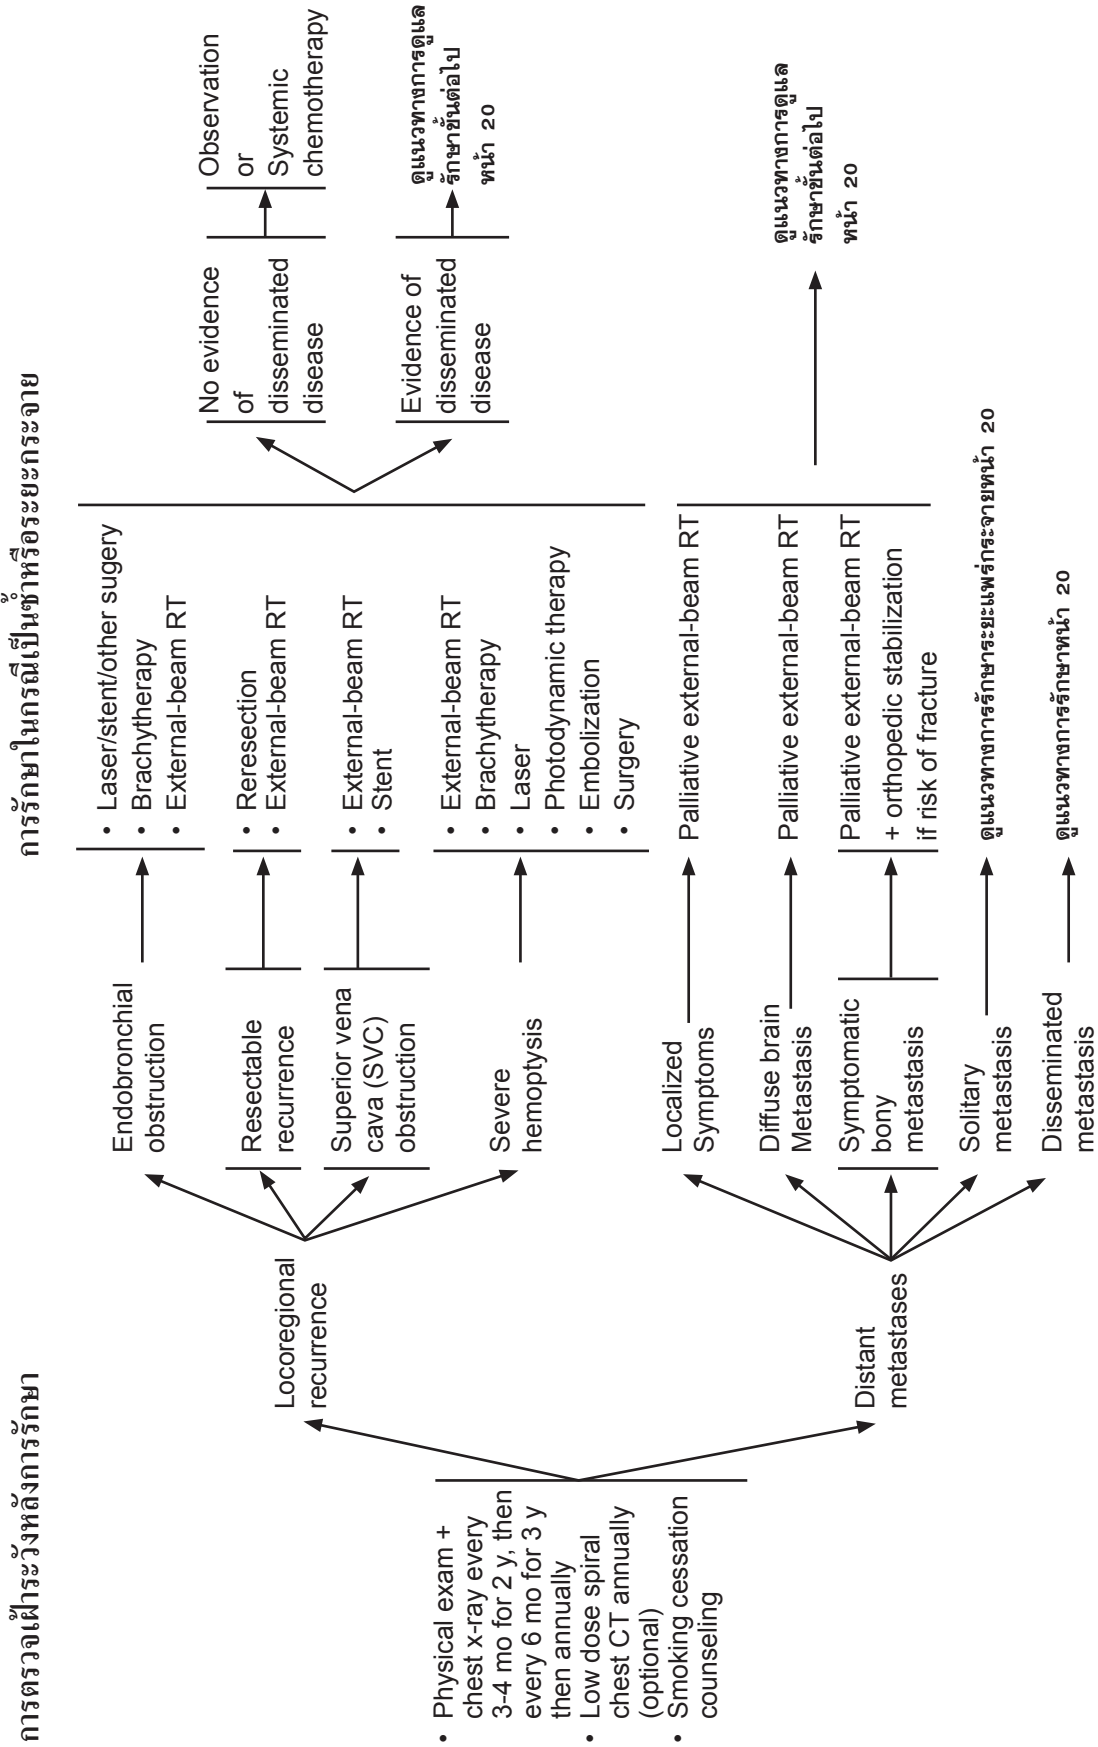 การตรวจเฝ้าระวังหลังการรักษา
การรักษาในกรณีเป็นซ้ำหรือระยะกระจาย
• Physical exam +
chest x-ray every
3-4 mo for 2 y, then
every 6 mo for 3 y
then annually
• Low dose spiral
chest CT annually
(optional)
• Smoking cessation
counseling
Locoregional
recurrence
Endobronchial
obstruction
• Laser/stent/other sugery
• Brachytherapy
• External-beam RT
Resectable
recurrence
• Reresection
• External-beam RT
Superior vena
cava (SVC)
obstruction
• External-beam RT
• Stent
Severe
hemoptysis
• External-beam RT
• Brachytherapy
• Laser
• Photodynamic therapy
• Embolization
• Surgery
No evidence
of
disseminated
disease
Observation
or
Systemic
chemotherapy
Evidence of
disseminated
disease
ดูแนวทางการดูแล
รักษาขั้นต่อไป
หน้า 20
Distant
metastases
Localized
Symptoms
Palliative external-beam RT
Diffuse brain
Metastasis
Palliative external-beam RT
Symptomatic
bony
metastasis
Palliative external-beam RT
+ orthopedic stabilization
if risk of fracture
ดูแนวทางการดูแล
รักษาขั้นต่อไป
หน้า 20
Solitary
metastasis
ดูแนวทางการรักษาระยะแพร่กระจายหน้า 20
Disseminated
metastasis
ดูแนวทางการรักษาหน้า 20